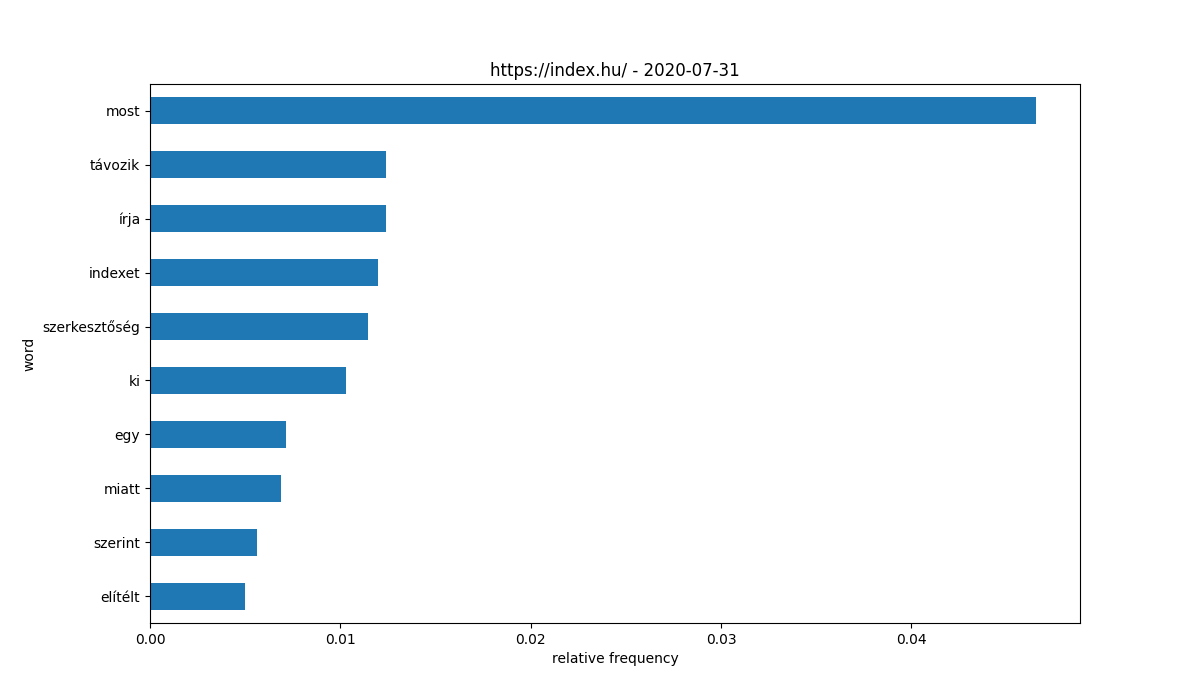 https://index.hu/ - 2020-07-31
most
távozik
írja
indexet
szerkesztőség
ki
egy
miatt
szerint
elítélt
word
0.00 0.01 0.02 0.03 0.04
relative frequency